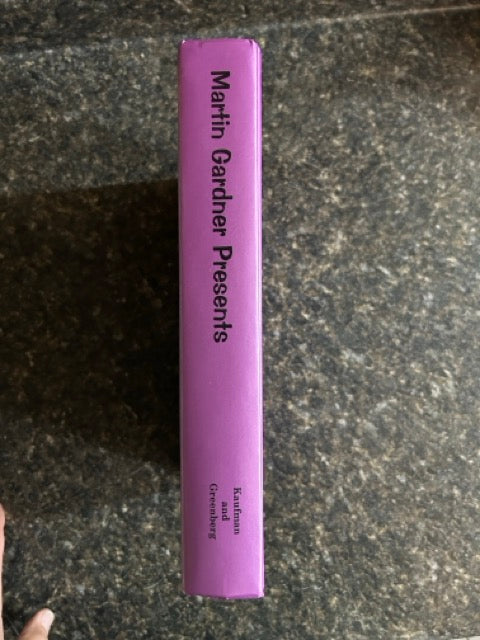 Martin Gardner Presents
Kaufman
and
Greenberg